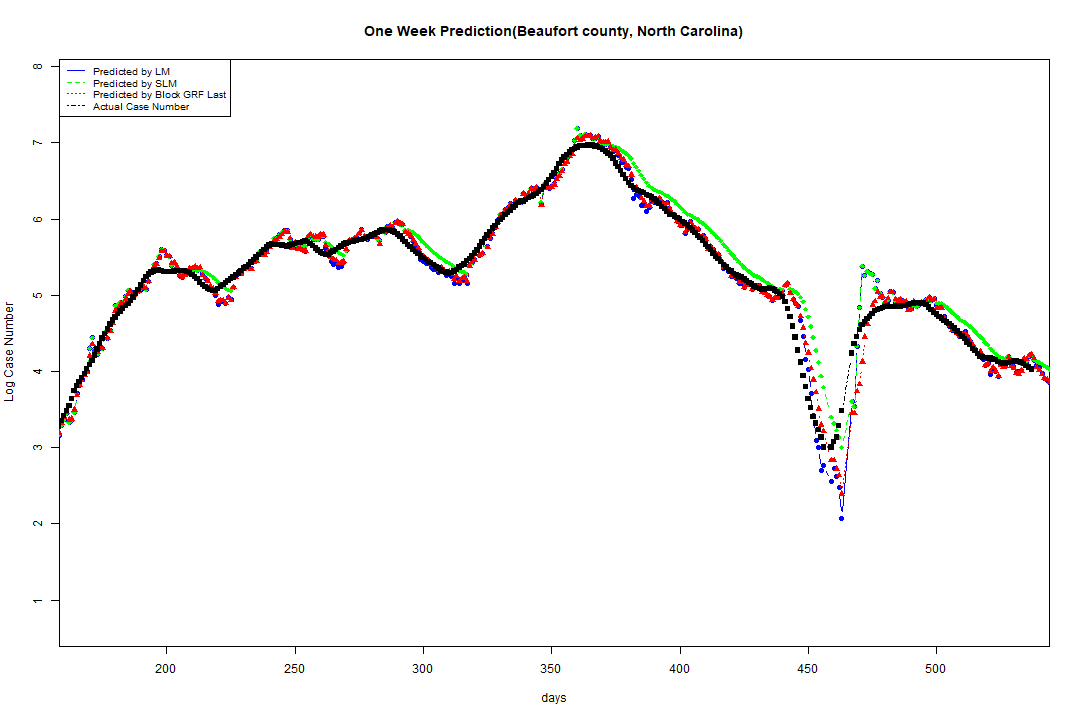 One Week Prediction(Beaufort county, North Carolina)
Predicted by LM
Predicted by SLM
Predicted by Block GRF Last
Actual Case Number
8
7
6
5
4
3
2
1
Log Case Number
200 250 300 350 400 450 500
days